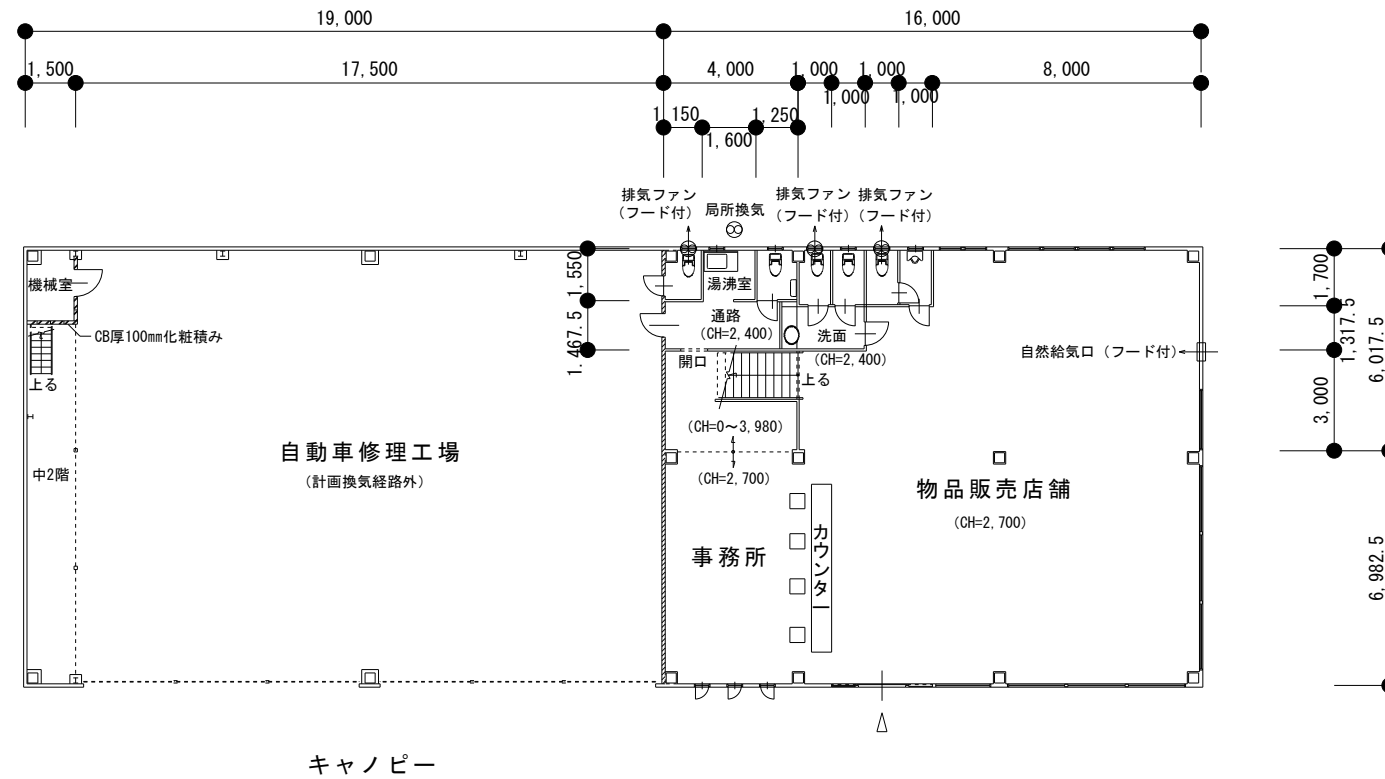 19,000
16,000
1,500
17,500
4,000
1,000
1,000
1,000
1,000
8,000
1,150
1,600
1,250
排気ファン
(フード付)
局所換気
排気ファン
(フード付)
排気ファン
(フード付)
機械室
CB厚100mm化粧積み
上る
中2階
自動車修理工場
(計画換気経路外)
1,550
1.467.5
湯沸室
通路
(CH=2,400)
洗面
(CH=2,400)
開口
上る
(CH=0～3,980)
(CH=2,700)
事務所
カウンター
物品販売店舗
(CH=2,700)
自然給気口 (フード付)
1,700
1,317.5
3,000
6,017.5
6,982.5
キャノピー